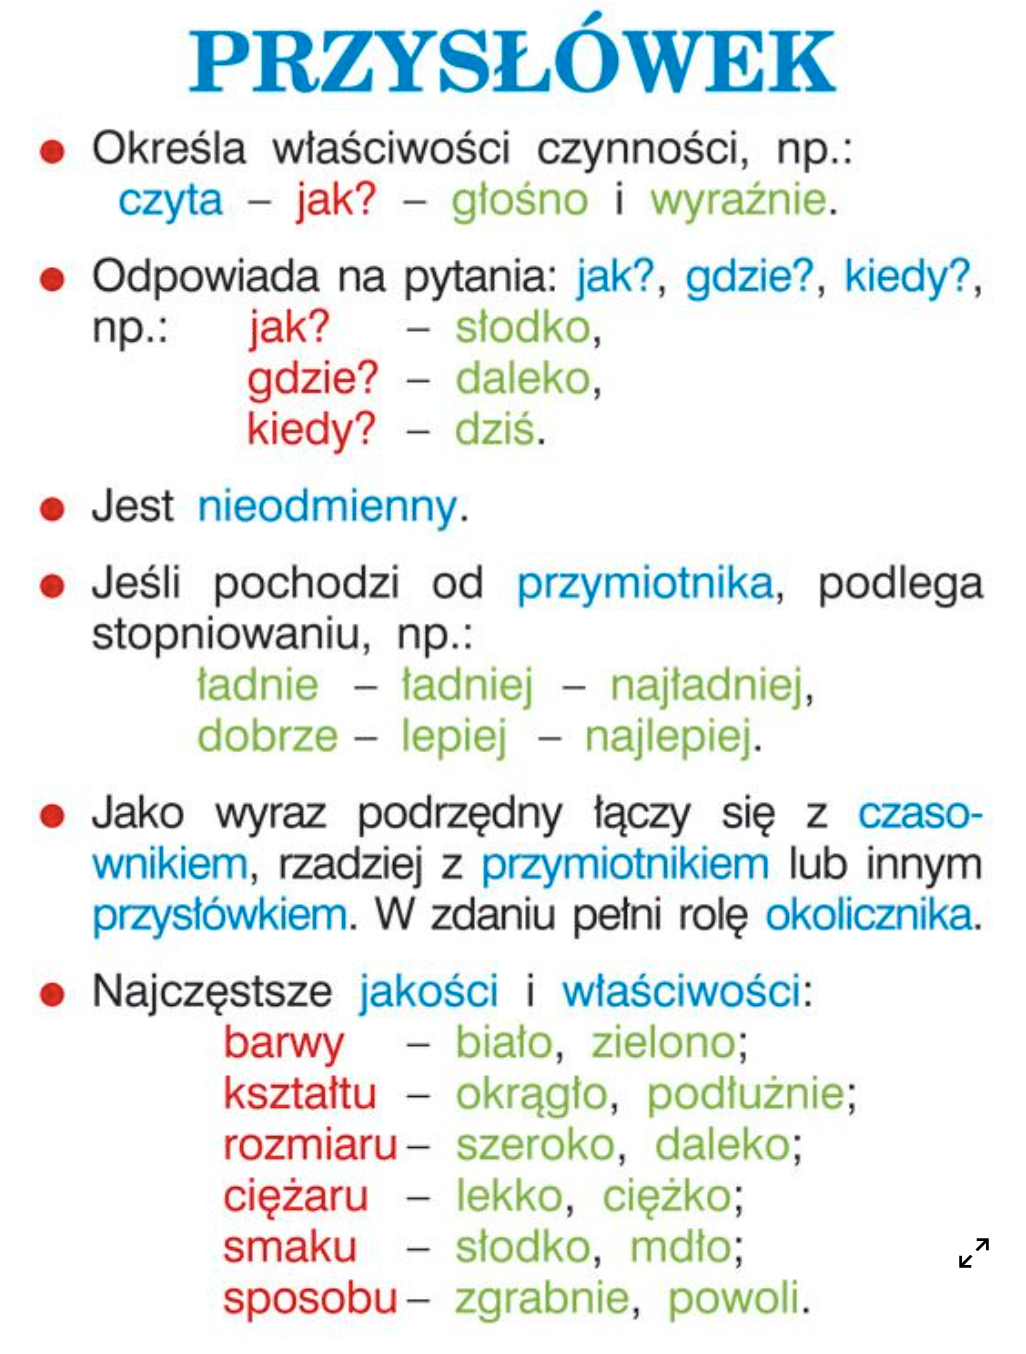 PRZYSŁÓWEK
● Określa właściwości czynności, np.:
czyta – jak? – głośno i wyraźnie.
● Odpowiada na pytania: jak?, gdzie?, kiedy?,
np.: jak? – słodko,
gdzie? – daleko,
kiedy? – dziś.
● Jest nieodmienny.
● Jeśli pochodzi od przymiotnika, podlega
stopniowaniu, np.:
ładnie – ładniej – najładniej,
dobrze – lepiej – najlepiej.
● Jako wyraz podrzędny łączy się z czaso-
wnikiem, rzadziej z przymiotnikiem lub innym
przysłówkiem. W zdaniu pełni rolę okolicznika.
● Najczęstsze jakości i właściwości:
barwy – biało, zielono;
kształtu – okrągło, podłużnie;
rozmiaru – szeroko, daleko;
ciężaru – lekko, ciężko;
smaku – słodko, mdło;
sposobu – zgrabnie, powoli.